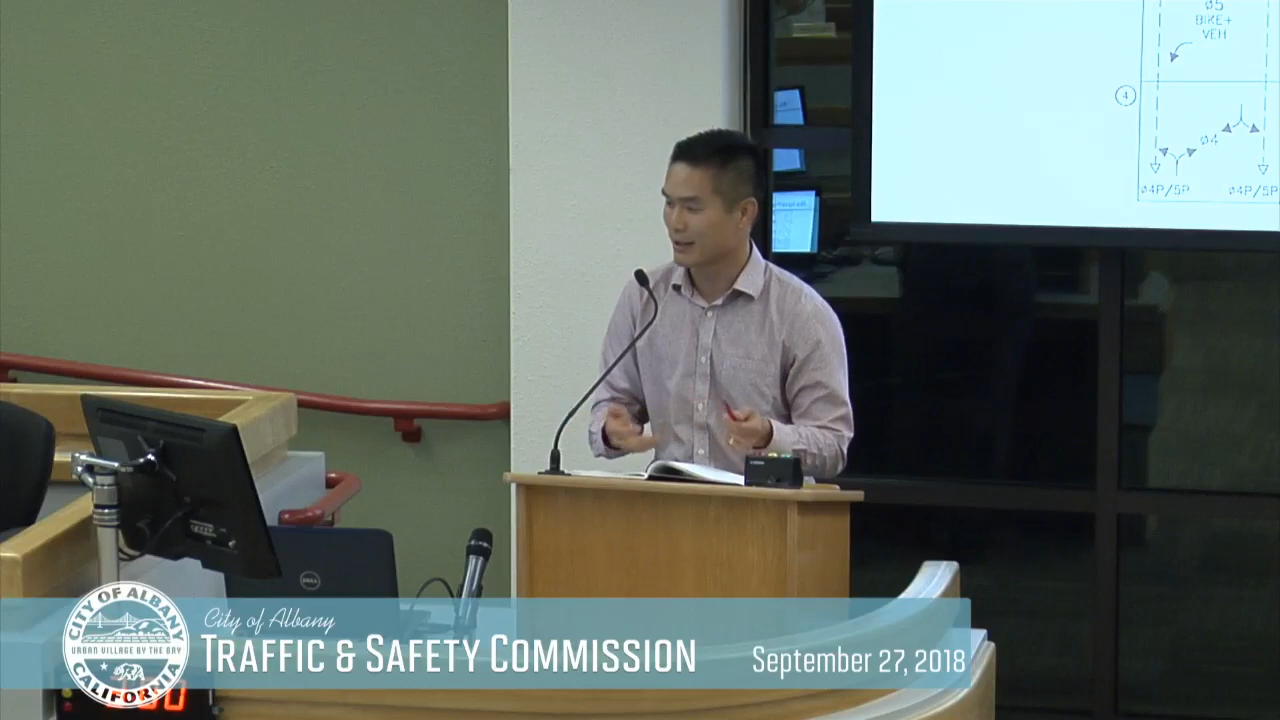 ø5
BIKE+
VEH
4
ø4
ø4P/5P
ø4P/5P
DELL
CITY OF ALBANY
URBAN VILLAGE BY THE BAY
CALIFORNIA
City of Albany
TRAFFIC & SAFETY COMMISSION
September 27, 2018